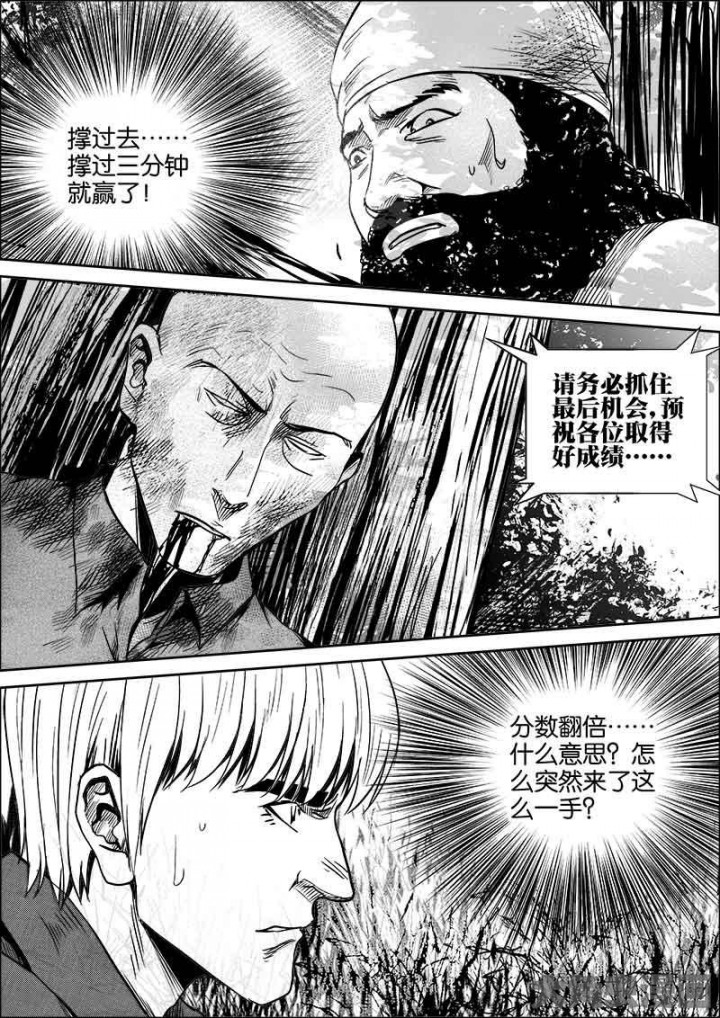 撑过去……
撑过三分钟
就赢了！
请务必抓住
最后机会，预
祝各位取得
好成绩……
分数翻倍……
什么意思？怎
么突然来了这
么一手？